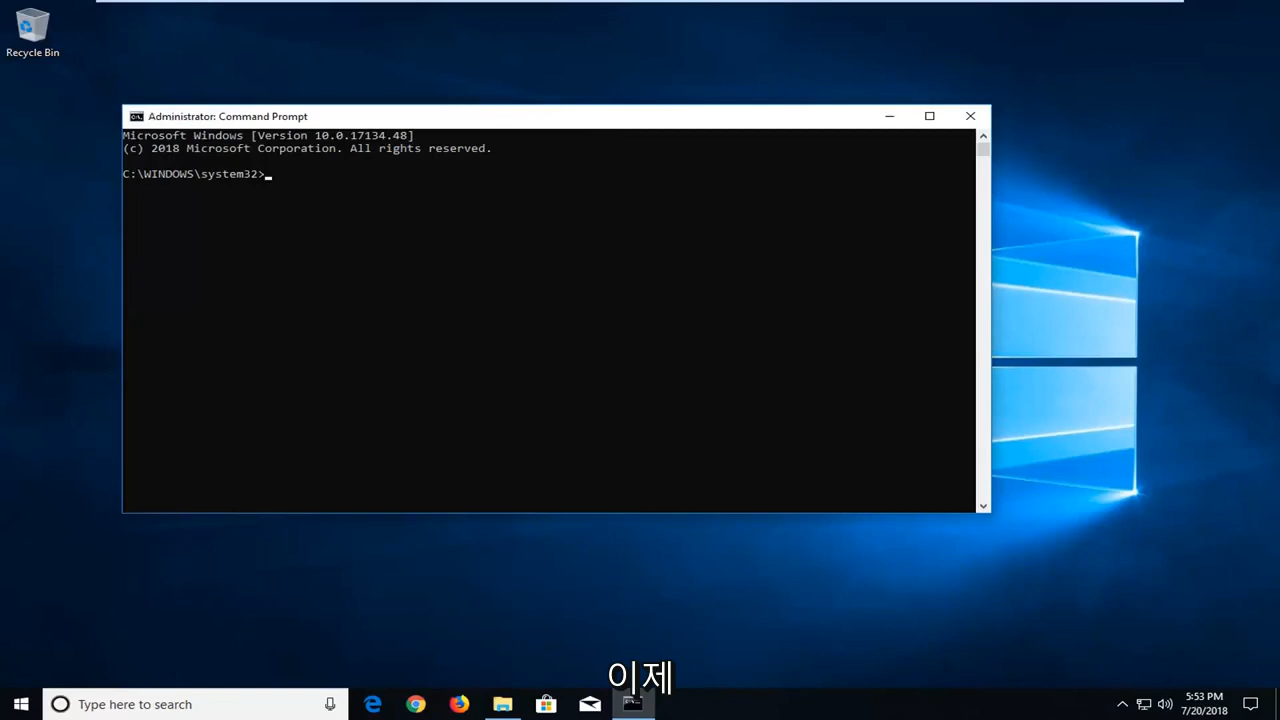 Recycle Bin
Administrator: Command Prompt
Microsoft Windows [Version 10.0.17134.48]
(c) 2018 Microsoft Corporation. All rights reserved.
C:\WINDOWS\system32>
이제
Type here to search
5:53 PM
7/20/2018